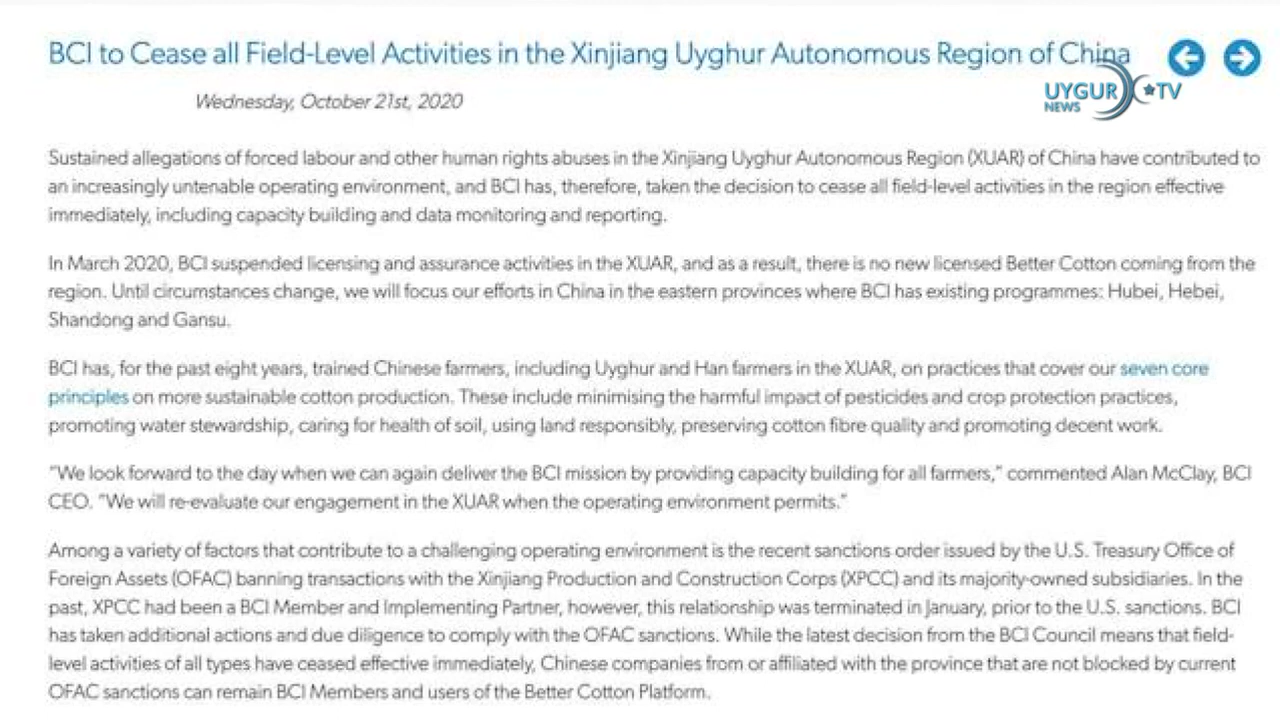 BCI to Cease all Field-Level Activities in the Xinjiang Uyghur Autonomous Region of China
Wednesday, October 21st, 2020
UYGUR TV
NEWS
Sustained allegations of forced labour and other human rights abuses in the Xinjiang Uyghur Autonomous Region (XUAR) of China have contributed to
an increasingly untenable operating environment, and BCI has, therefore, taken the decision to cease all field-level activities in the region effective
immediately, including capacity building and data monitoring and reporting.
In March 2020, BCI suspended licensing and assurance activities in the XUAR, and as a result, there is no new licensed Better Cotton coming from the
region. Until circumstances change, we will focus our efforts in China in the eastern provinces where BCI has existing programmes: Hubei, Hebei,
Shandong and Gansu.
BCI has, for the past eight years, trained Chinese farmers, including Uyghur and Han farmers in the XUAR, on practices that cover our seven core
principles on more sustainable cotton production. These include minimising the harmful impact of pesticides and crop protection practices,
promoting water stewardship, caring for health of soil, using land responsibly, preserving cotton fibre quality and promoting decent work.
"We look forward to the day when we can again deliver the BCI mission by providing capacity building for all farmers," commented Alan McClay, BCI
CEO. "We will re-evaluate our engagement in the XUAR when the operating environment permits."
Among a variety of factors that contribute to a challenging operating environment is the recent sanctions order issued by the U.S. Treasury Office of
Foreign Assets (OFAC) banning transactions with the Xinjiang Production and Construction Corps (XPCC) and its majority-owned subsidiaries. In the
past, XPCC had been a BCI Member and Implementing Partner, however, this relationship was terminated in January, prior to the U.S. sanctions. BCI
has taken additional actions and due diligence to comply with the OFAC sanctions. While the latest decision from the BCI Council means that field-
level activities of all types have ceased effective immediately, Chinese companies from or affiliated with the province that are not blocked by current
OFAC sanctions can remain BCI Members and users of the Better Cotton Platform.